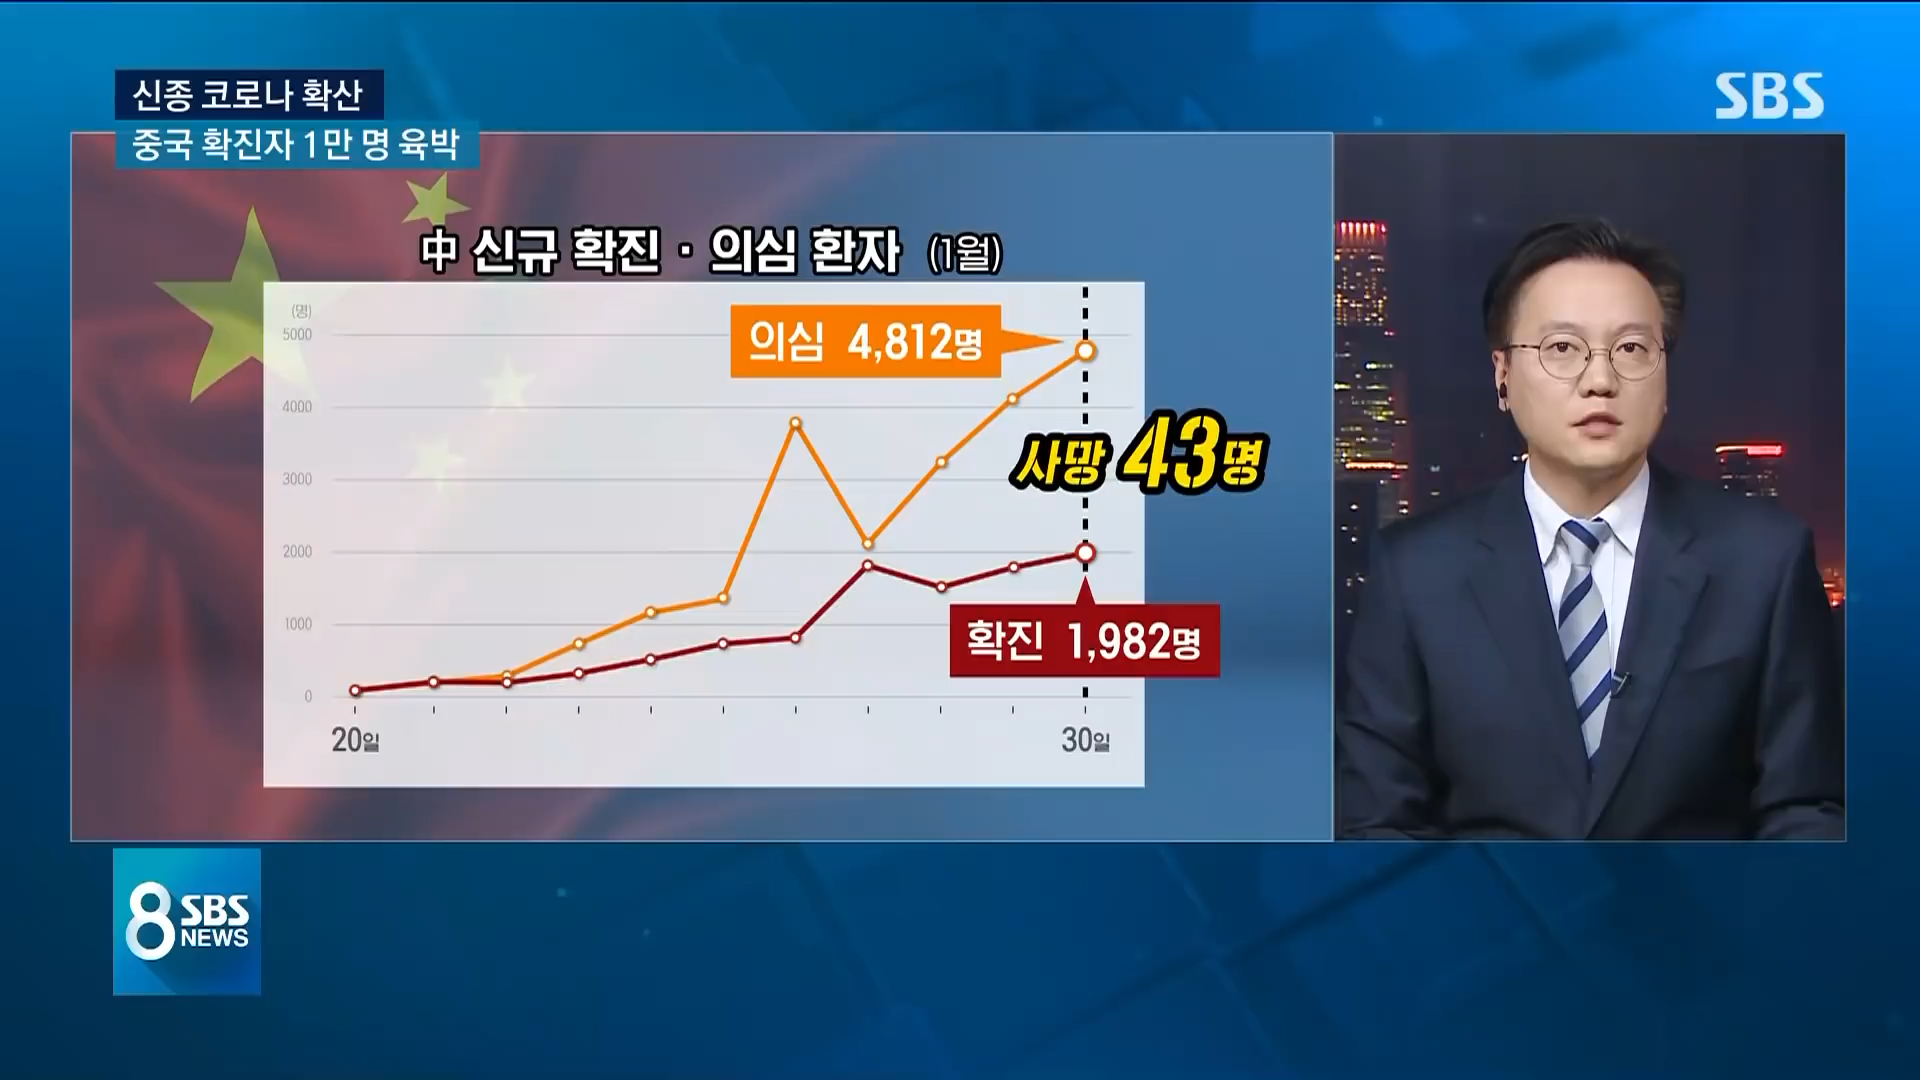 신종 코로나 확산
중국 확진자 1만 명 육박
SBS
中 신규 확진 · 의심 환자 (1월)
(명)
5000
4000
3000
2000
1000
0
의심 4,812명
사망 43명
확진 1,982명
20일
30일
8 SBS
NEWS